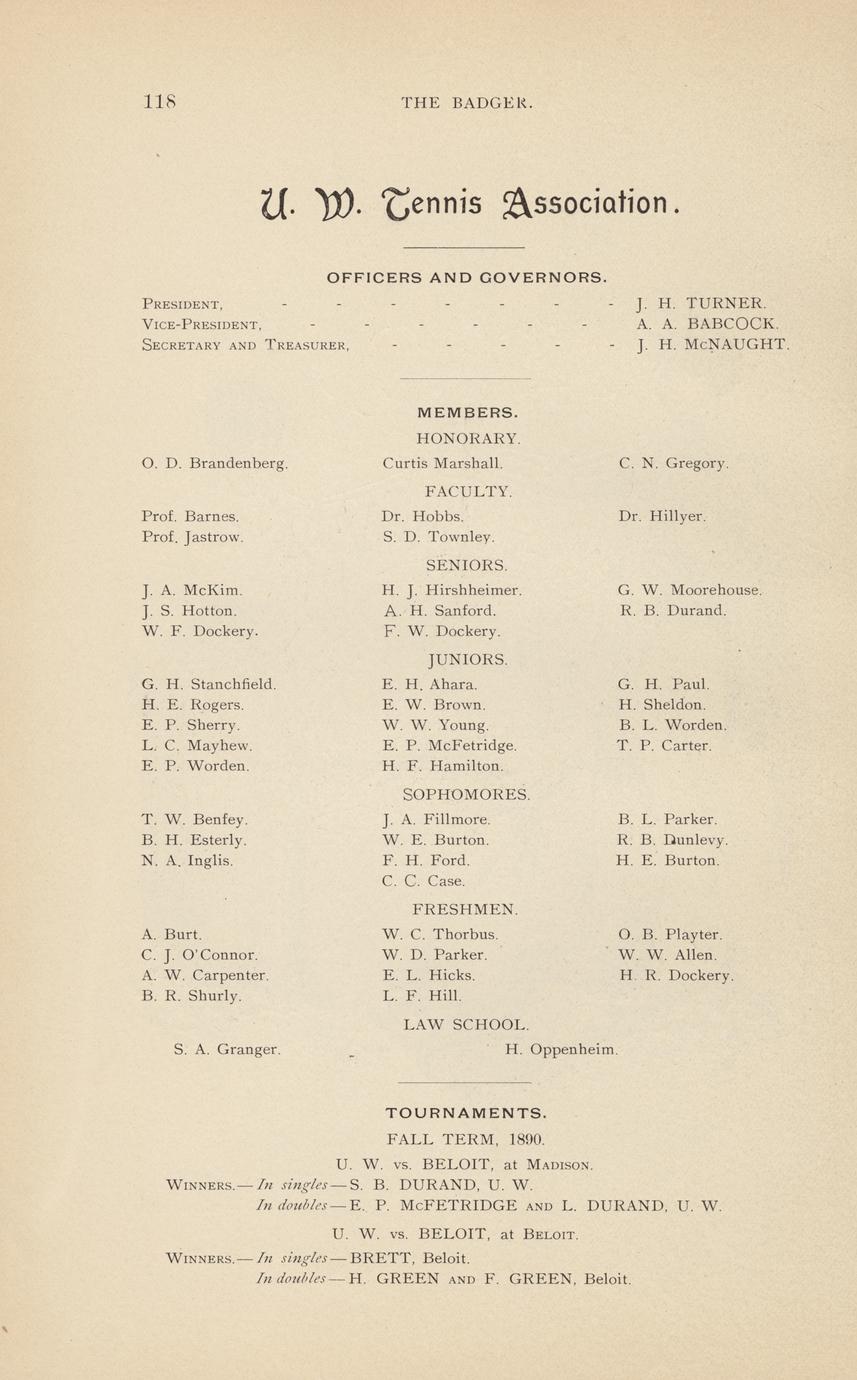 118 THE BADGER.
U. W. Tennis Association.
OFFICERS AND GOVERNORS.
PRESIDENT, - - - - - - - J. H. TURNER.
VICE-PRESIDENT, - - - - - - A. A. BABCOCK.
SECRETARY AND TREASURER, - - - - - J. H. McNAUGHT.
MEMBERS.
HONORARY.
O. D. Brandenberg. Curtis Marshall. C. N. Gregory.
FACULTY.
Prof. Barnes. Dr. Hobbs. Dr. Hillyer.
Prof. Jastrow. S. D. Townley.
SENIORS.
J. A. McKim. H. J. Hirshheimer. G. W. Moorehouse.
J. S. Hotton. A. H. Sanford. R. B. Durand.
W. F. Dockery. F. W. Dockery.
JUNIORS.
G. H. Stanchfield. E. H. Ahara. G. H. Paul.
H. E. Rogers. E. W. Brown. H. Sheldon.
E. P. Sherry. W. W. Young. B. L. Worden.
L. C. Mayhew. E. P. McFetridge. T. P. Carter.
E. P. Worden. H. F. Hamilton.
SOPHOMORES.
T. W. Benfey. J. A. Fillmore. B. L. Parker.
B. H. Esterly. W. E. Burton. R. B. Dunlevy.
N. A. Inglis. F. H. Ford. H. E. Burton.
C. C. Case.
FRESHMEN.
A. Burt. W. C. Thorbus. O. B. Playter.
C. J. O'Connor. W. D. Parker. W. W. Allen.
A. W. Carpenter. E. L. Hicks. H. R. Dockery.
B. R. Shurly. L. F. Hill.
LAW SCHOOL.
S. A. Granger. H. Oppenheim.
TOURNAMENTS.
FALL TERM, 1890.
U. W. vs. BELOIT, at MADISON.
WINNERS.—In singles—S. B. DURAND, U. W.
In doubles—E. P. McFETRIDGE AND L. DURAND, U. W.
U. W. vs. BELOIT, at BELOIT.
WINNERS.—In singles—BRETT, Beloit.
In doubles—H. GREEN AND F. GREEN, Beloit.